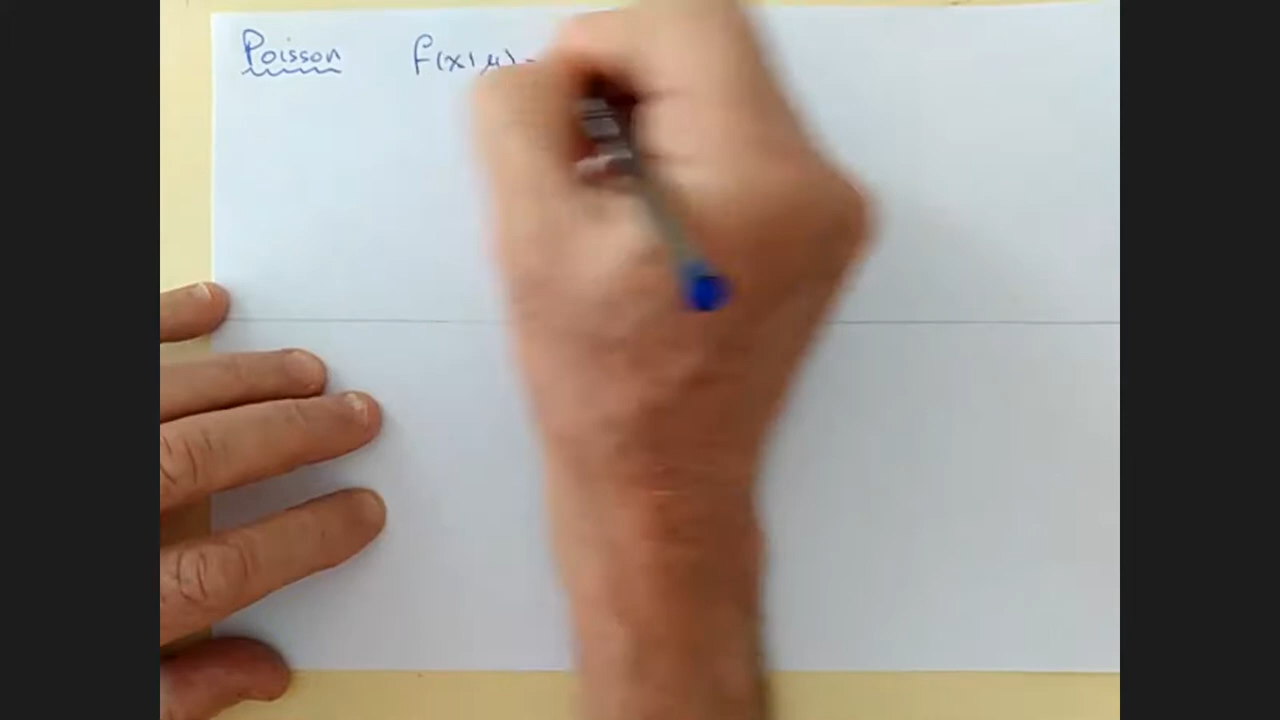 Poisson f(x|μ) =